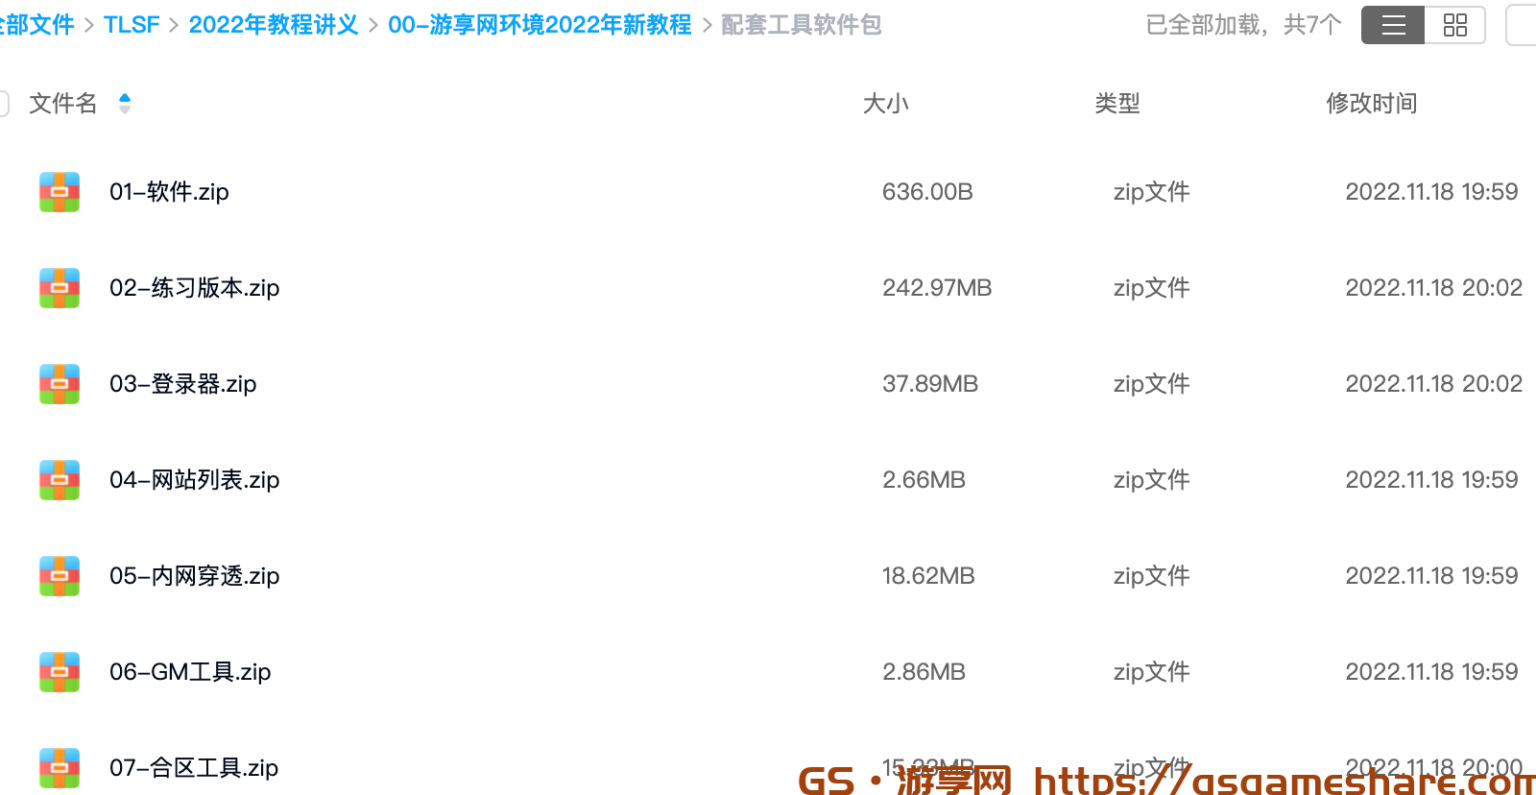 全部文件 > TLSF > 2022年教程讲义 > 00-游享网环境2022年新教程 > 配套工具软件包 已全部加载，共7个
文件名 大小 类型 修改时间
01-软件.zip 636.00B zip文件 2022.11.18 19:59
02-练习版本.zip 242.97MB zip文件 2022.11.18 20:02
03-登录器.zip 37.89MB zip文件 2022.11.18 20:02
04-网站列表.zip 2.66MB zip文件 2022.11.18 19:59
05-内网穿透.zip 18.62MB zip文件 2022.11.18 19:59
06-GM工具.zip 2.86MB zip文件 2022.11.18 19:59
07-合区工具.zip zip文件 2022.11.18 20:00
GS·游享网 https://gsgameshare.com